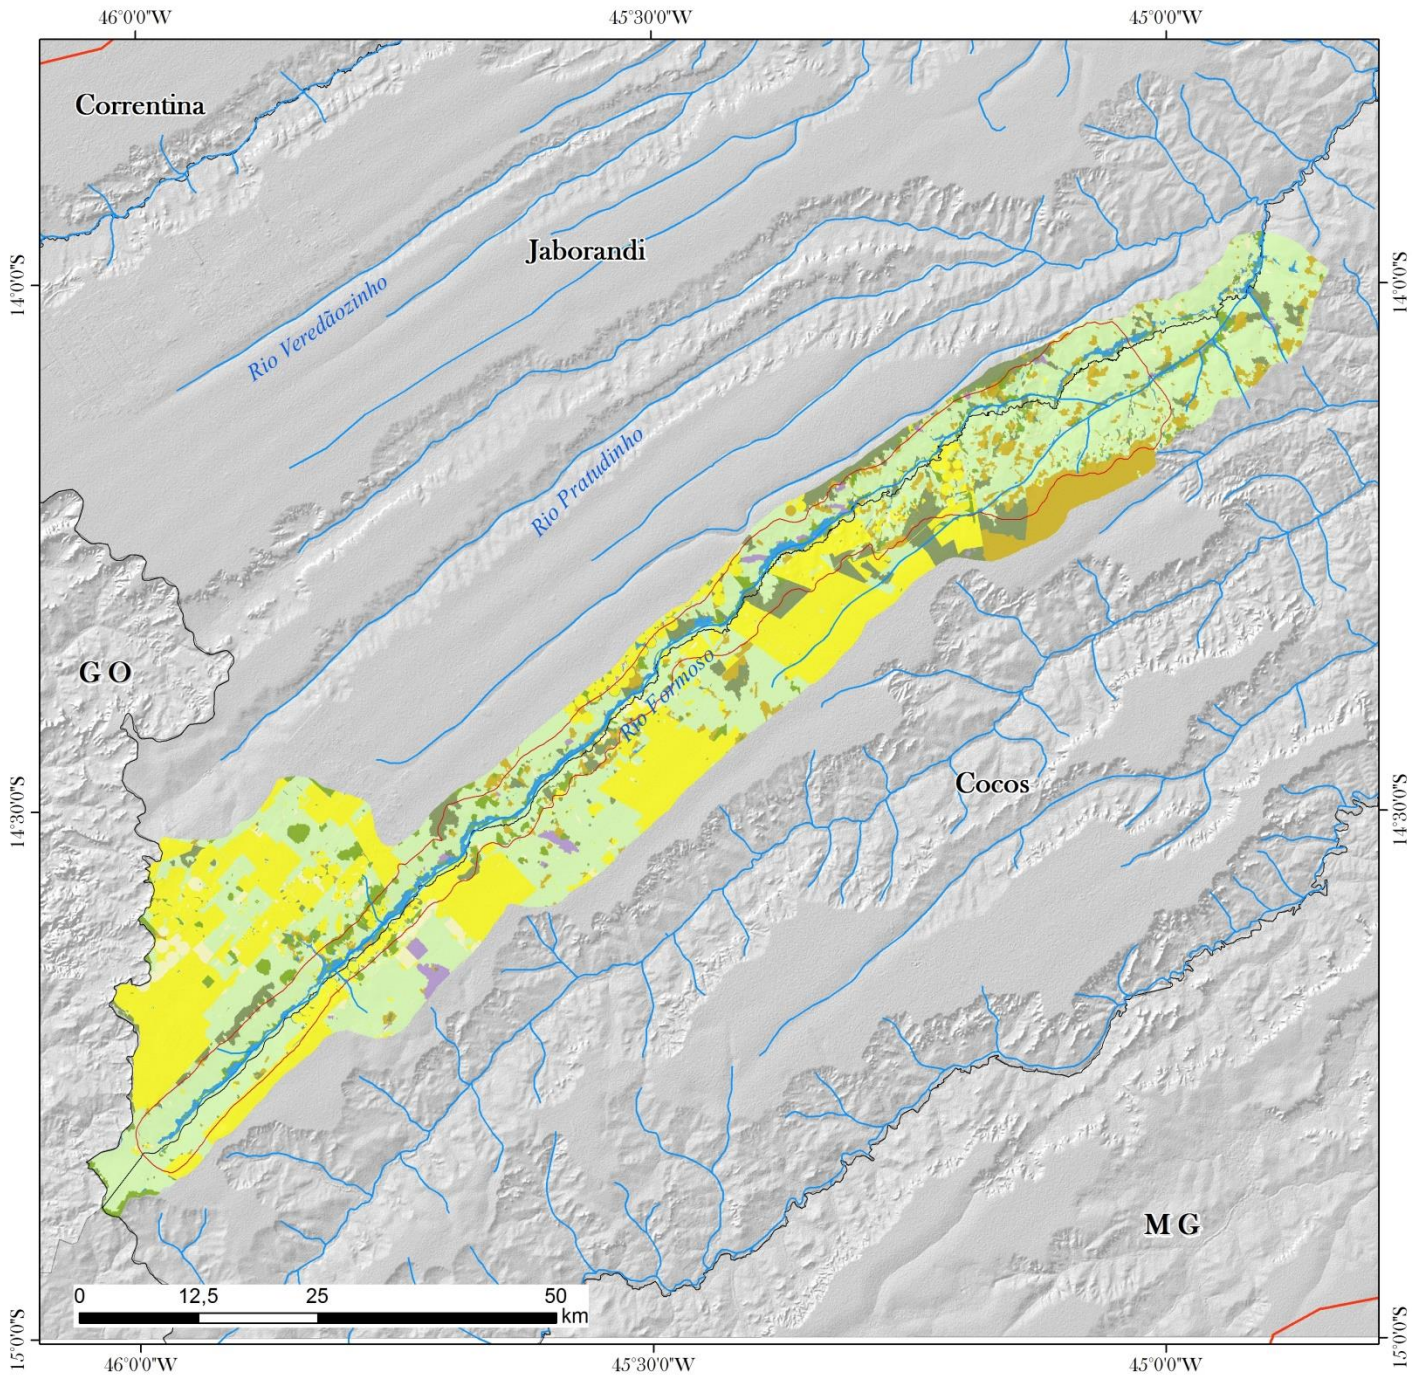 46°0'0"W
45°30'0"W
45°0'0"W
Correntina
Jaborandi
14°0'0"S
14°0'0"S
Rio Veredãozinho
Rio Pratudinho
G O
Rio Formoso
Cocos
14°30'0"S
14°30'0"S
M G
0
12,5
25
50
km
15°0'0"S
15°0'0"S
46°0'0"W
45°30'0"W
45°0'0"W